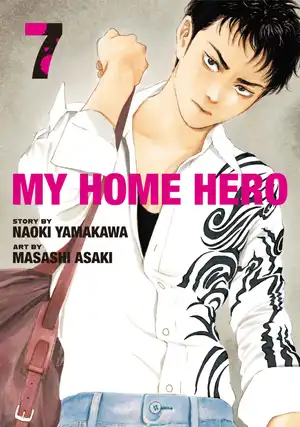 7
MY HOME HERO
STORY BY
NAOKI YAMAKAWA
ART BY
MASASHI ASAKI